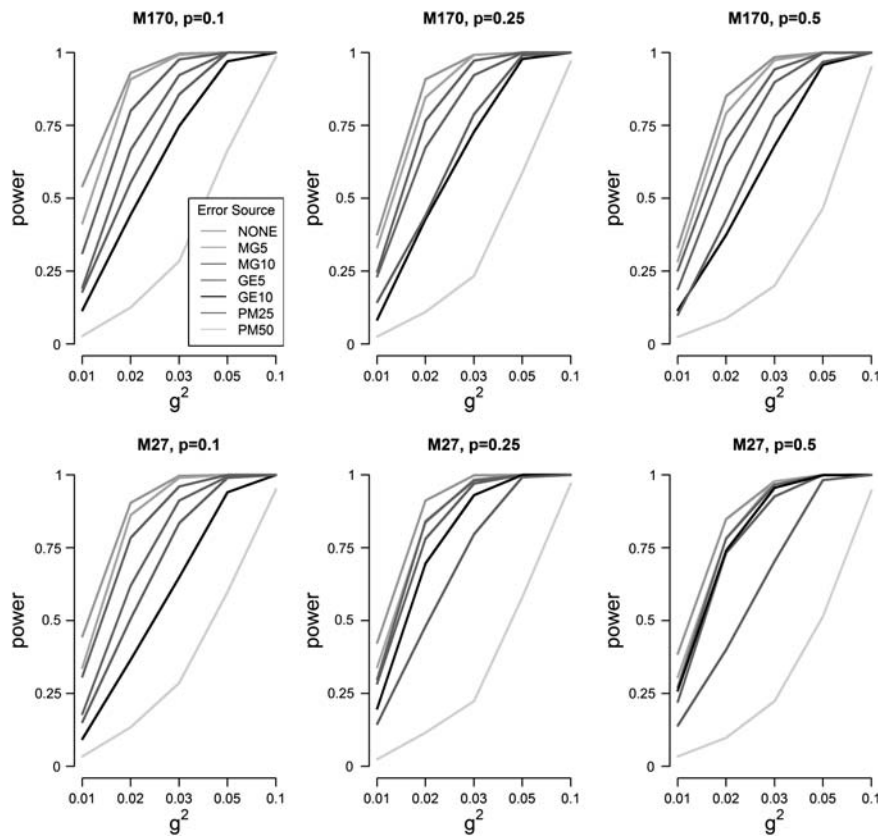 M170, p=0.1
M170, p=0.25
M170, p=0.5
power
1
0.75
0.5
0.25
0
0.01 0.02 0.03 0.05 0.1
g²
Error Source
NONE
MG5
MG10
GE5
GE10
PM25
PM50
power
1
0.75
0.5
0.25
0
0.01 0.02 0.03 0.05 0.1
g²
power
1
0.75
0.5
0.25
0
0.01 0.02 0.03 0.05 0.1
g²
M27, p=0.1
M27, p=0.25
M27, p=0.5
power
1
0.75
0.5
0.25
0
0.01 0.02 0.03 0.05 0.1
g²
power
1
0.75
0.5
0.25
0
0.01 0.02 0.03 0.05 0.1
g²
power
1
0.75
0.5
0.25
0
0.01 0.02 0.03 0.05 0.1
g²